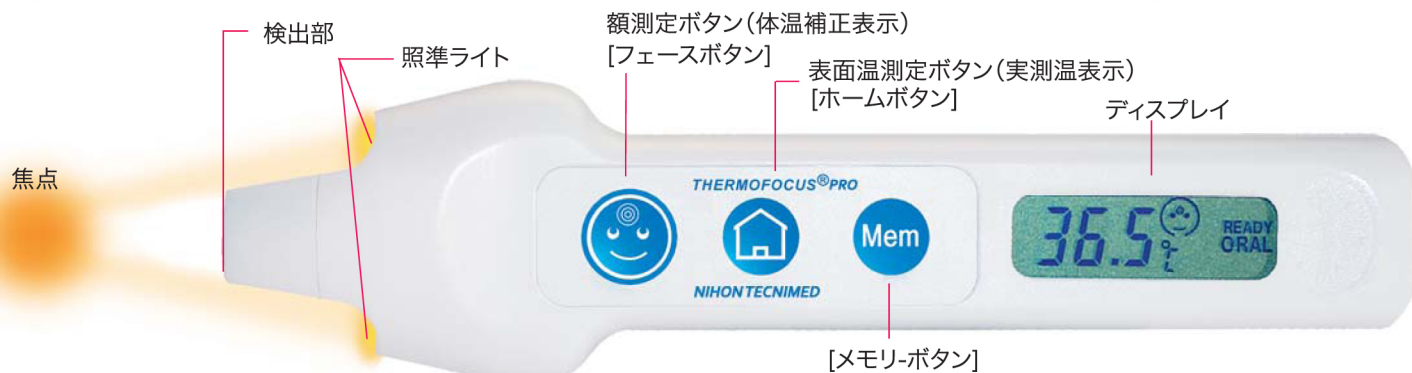 検出部
照準ライト
額測定ボタン(体温補正表示)
[フェースボタン]
表面温測定ボタン(実測温表示)
[ホームボタン]
ディスプレイ
焦点
THERMOFOCUS®PRO
Mem
36.5℃
READY
ORAL
NIHON TECNIMED
[メモリ-ボタン]